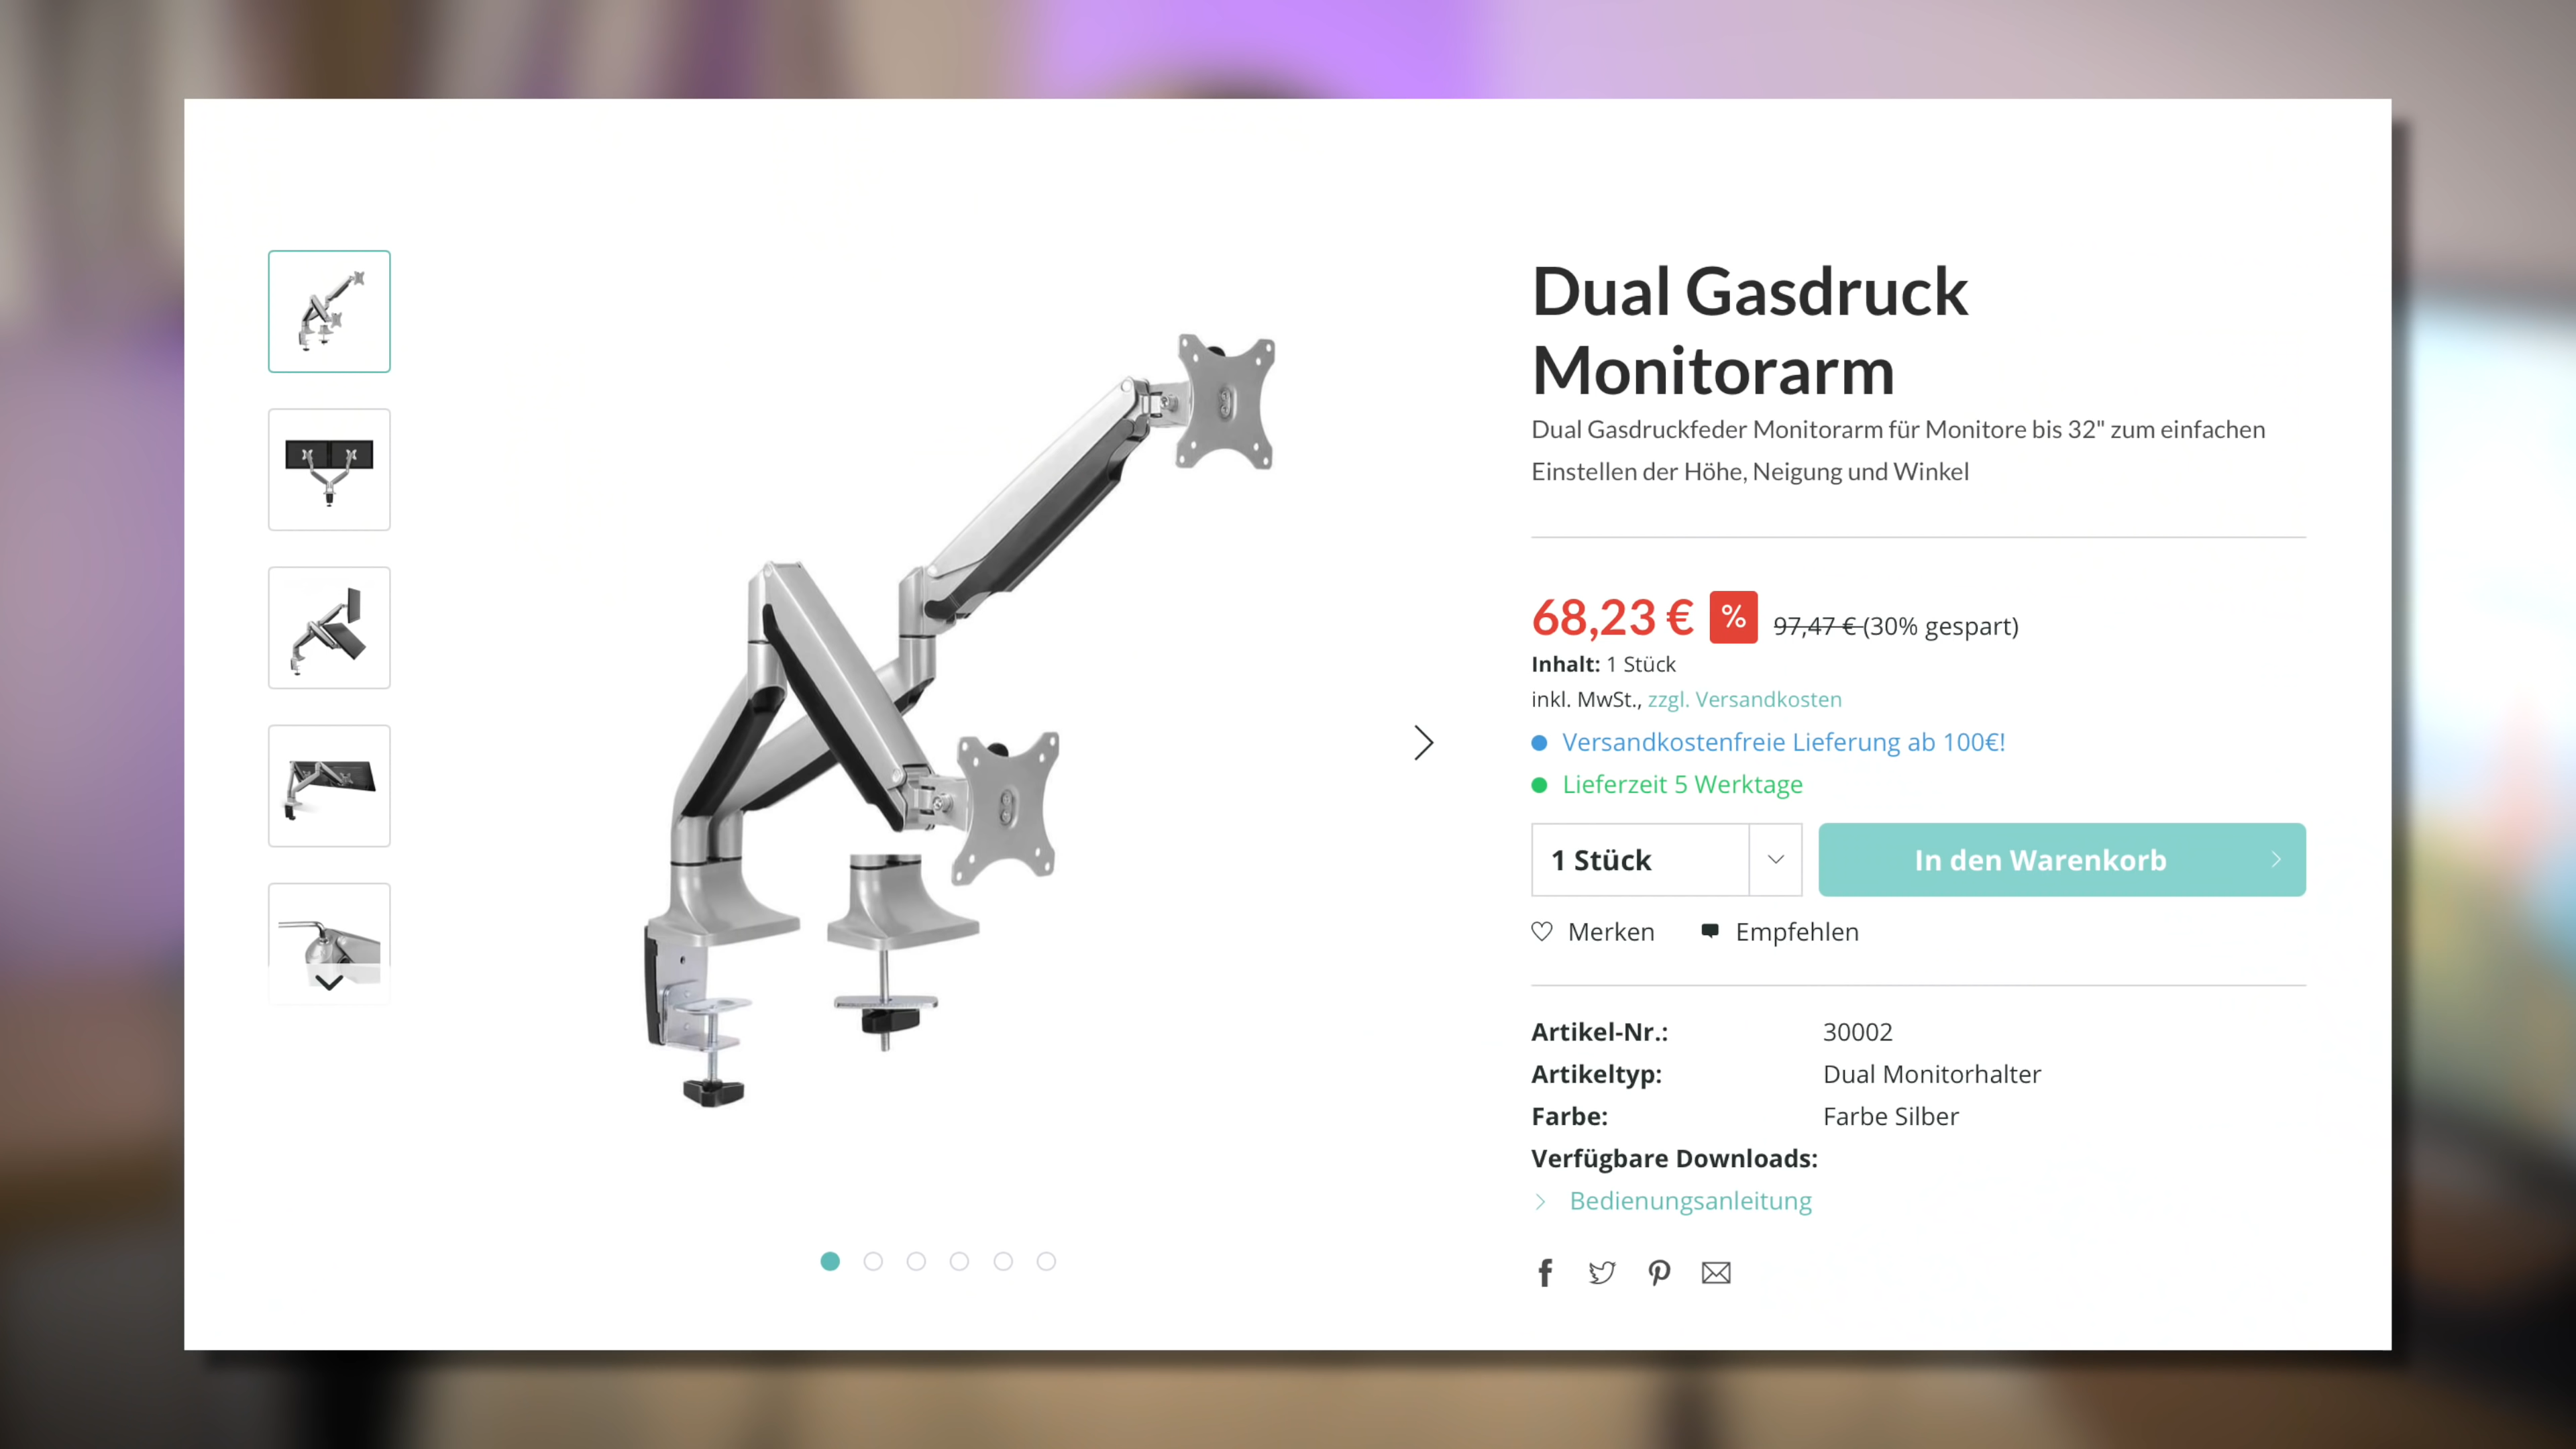 Dual Gasdruck
Monitorarm
Dual Gasdruckfeder Monitorarm für Monitore bis 32" zum einfachen
Einstellen der Höhe, Neigung und Winkel
68,23 € % 97,47 € (30% gespart)
Inhalt: 1 Stück
inkl. MwSt., zzgl. Versandkosten
Versandkostenfreie Lieferung ab 100€!
Lieferzeit 5 Werktage
1 Stück
In den Warenkorb
Merken Empfehlen
Artikel-Nr.: 30002
Artikeltyp: Dual Monitorhalter
Farbe: Farbe Silber
Verfügbare Downloads:
Bedienungsanleitung